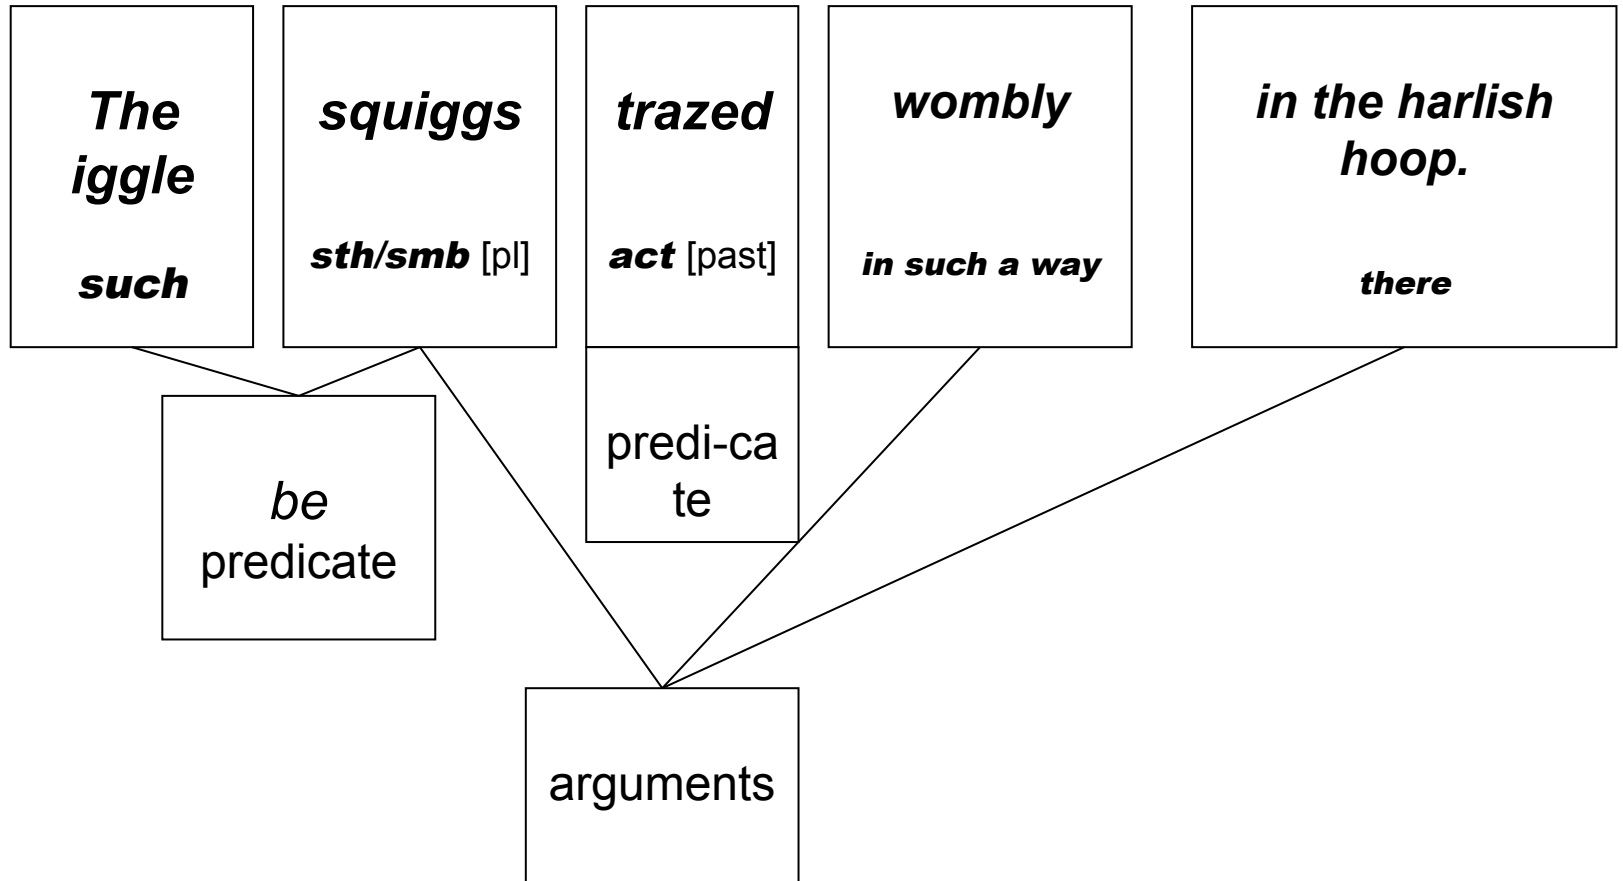 The
iggle
such
squiggs
sth/smb [pl]
trazed
act [past]
wombly
in such a way
in the harlish
hoop.
there
be
predicate
predi-ca
te
arguments